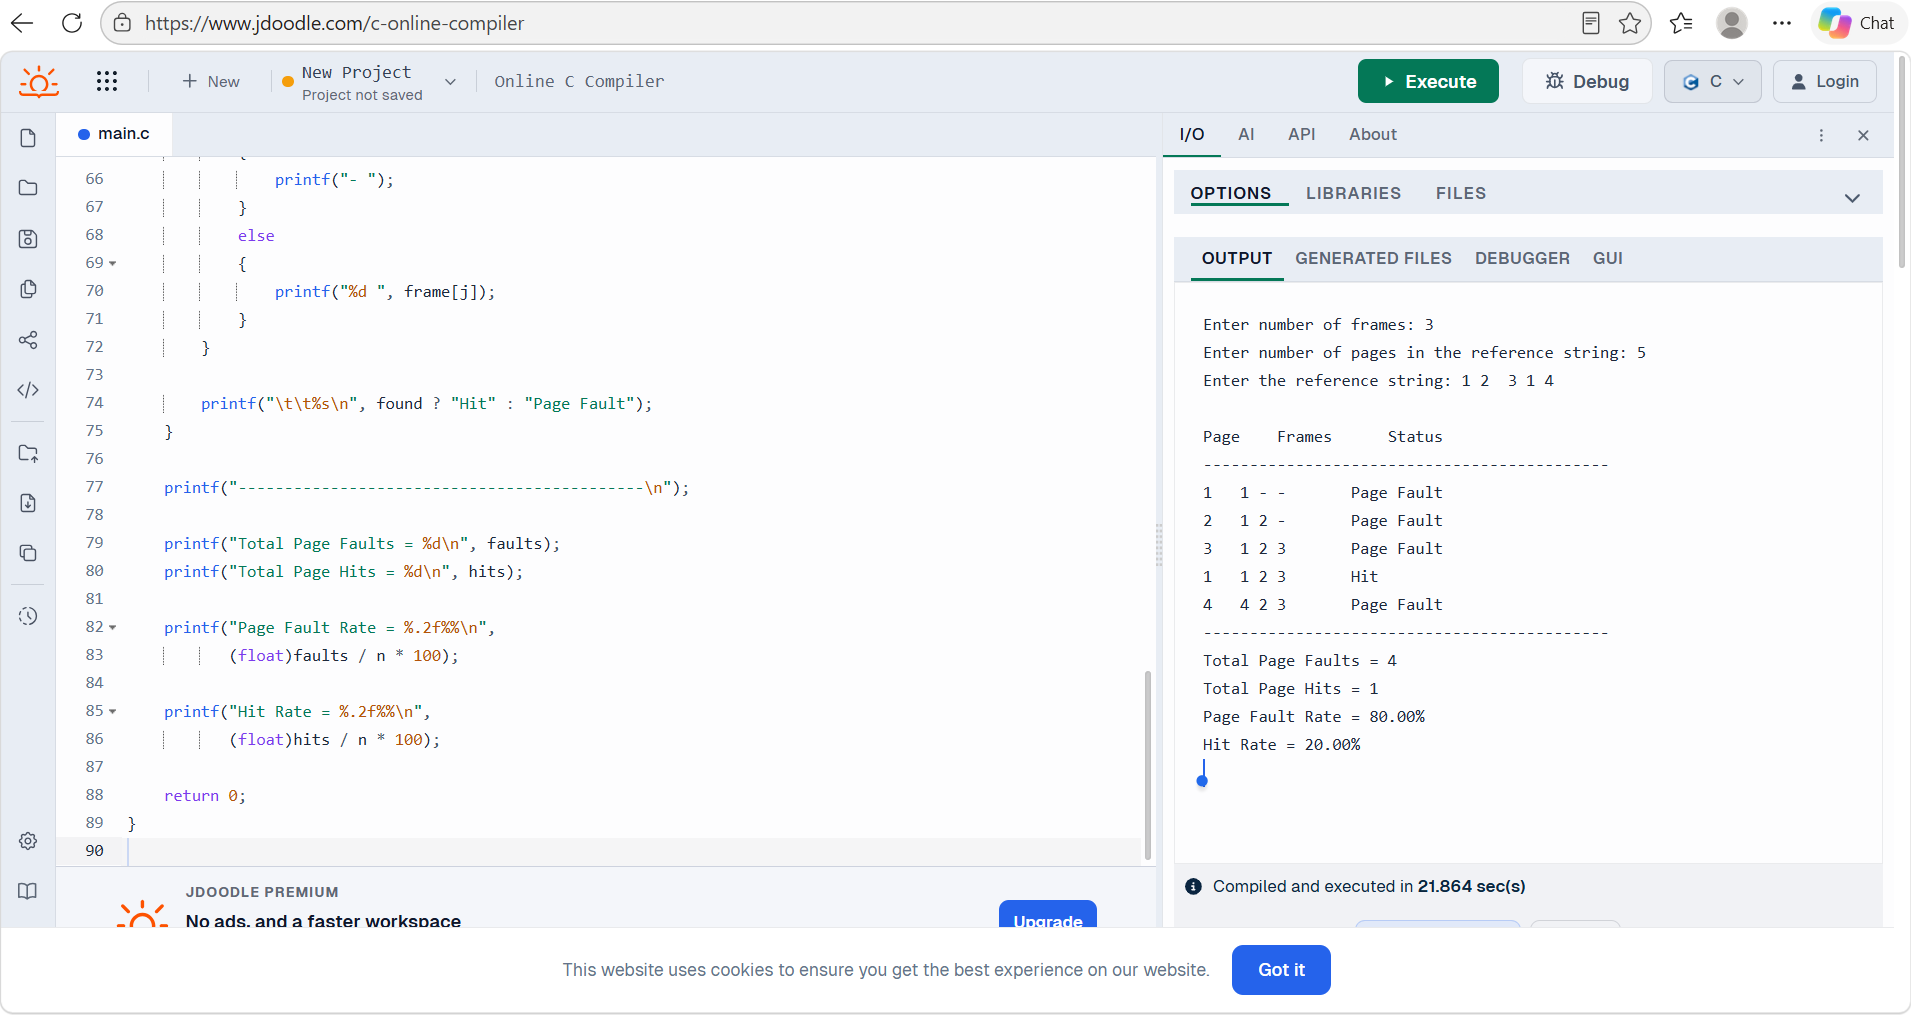 https://www.jdoodle.com/c-online-compiler
Chat
New
New Project
Project not saved
Online C Compiler
Execute
Debug
C
Login
main.c
{
66 printf("- ");
67 }
68 else
69 {
70 printf("%d ", frame[j]);
71 }
72 }
73
74 printf("\t\t%s\n", found ? "Hit" : "Page Fault");
75 }
76
77 printf("--------------------------------------------\n");
78
79 printf("Total Page Faults = %d\n", faults);
80 printf("Total Page Hits = %d\n", hits);
81
82 printf("Page Fault Rate = %.2f%%\n",
83 (float)faults / n * 100);
84
85 printf("Hit Rate = %.2f%%\n",
86 (float)hits / n * 100);
87
88 return 0;
89 }
90
JDOODLE PREMIUM
No ads, and a faster workspace
Upgrade
I/O AI API About
OPTIONS LIBRARIES FILES
OUTPUT GENERATED FILES DEBUGGER GUI
Enter number of frames: 3
Enter number of pages in the reference string: 5
Enter the reference string: 1 2  3 1 4
Page Frames Status
--------------------------------------------
1 1 - - Page Fault
2 1 2 - Page Fault
3 1 2 3 Page Fault
1 1 2 3 Hit
4 4 2 3 Page Fault
--------------------------------------------
Total Page Faults = 4
Total Page Hits = 1
Page Fault Rate = 80.00%
Hit Rate = 20.00%
Compiled and executed in 21.864 sec(s)
This website uses cookies to ensure you get the best experience on our website.
Got it